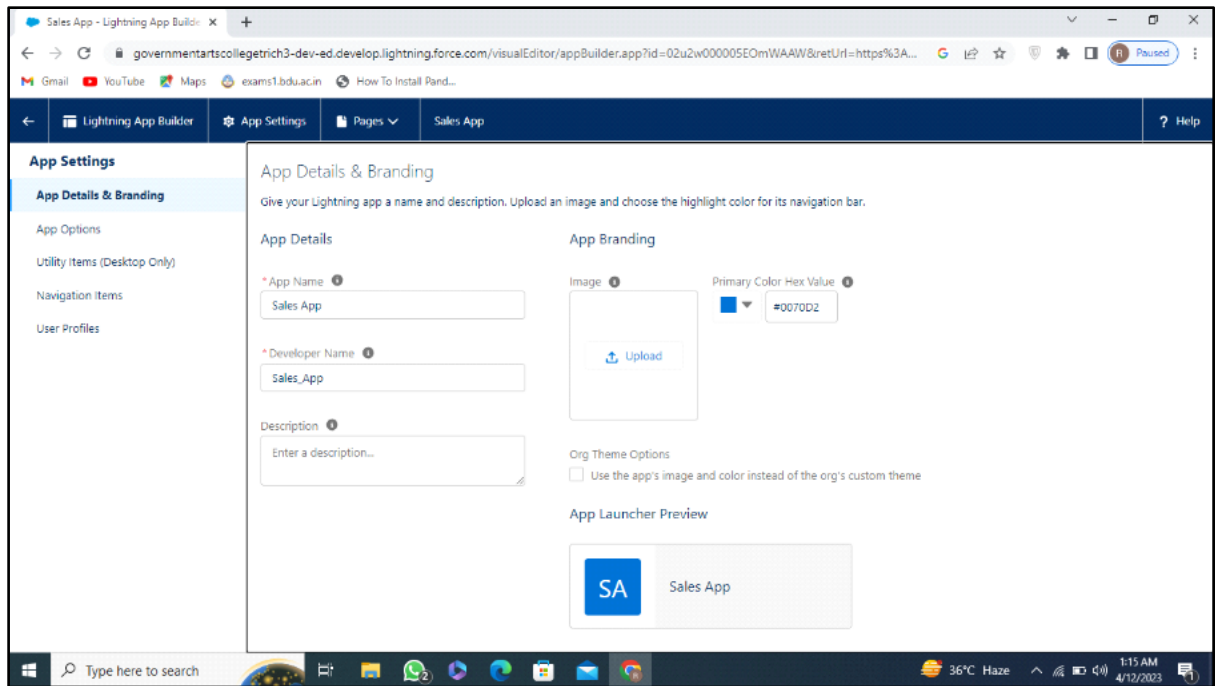 Sales App - Lightning App Builde
governmentartscollegetrich3-dev-ed.develop.lightning.force.com/visualEditor/appBuilder.app?id=02u2w000005EOmWAAW&retUrl=https%3A... G R Paused
Gmail YouTube Maps exams1.bdu.ac.in How To Install Pand...
Lightning App Builder App Settings Pages Sales App ? Help
App Settings
App Details & Branding
App Options
Utility Items (Desktop Only)
Navigation Items
User Profiles
App Details & Branding
Give your Lightning app a name and description. Upload an image and choose the highlight color for its navigation bar.
App Details
*App Name
Sales App
*Developer Name
Sales_App
Description
Enter a description...
App Branding
Image
Upload
Primary Color Hex Value
#0070D2
Org Theme Options
Use the app's image and color instead of the org's custom theme
App Launcher Preview
SA Sales App
Type here to search 2 36°C Haze 1:15 AM
4/12/2023 1